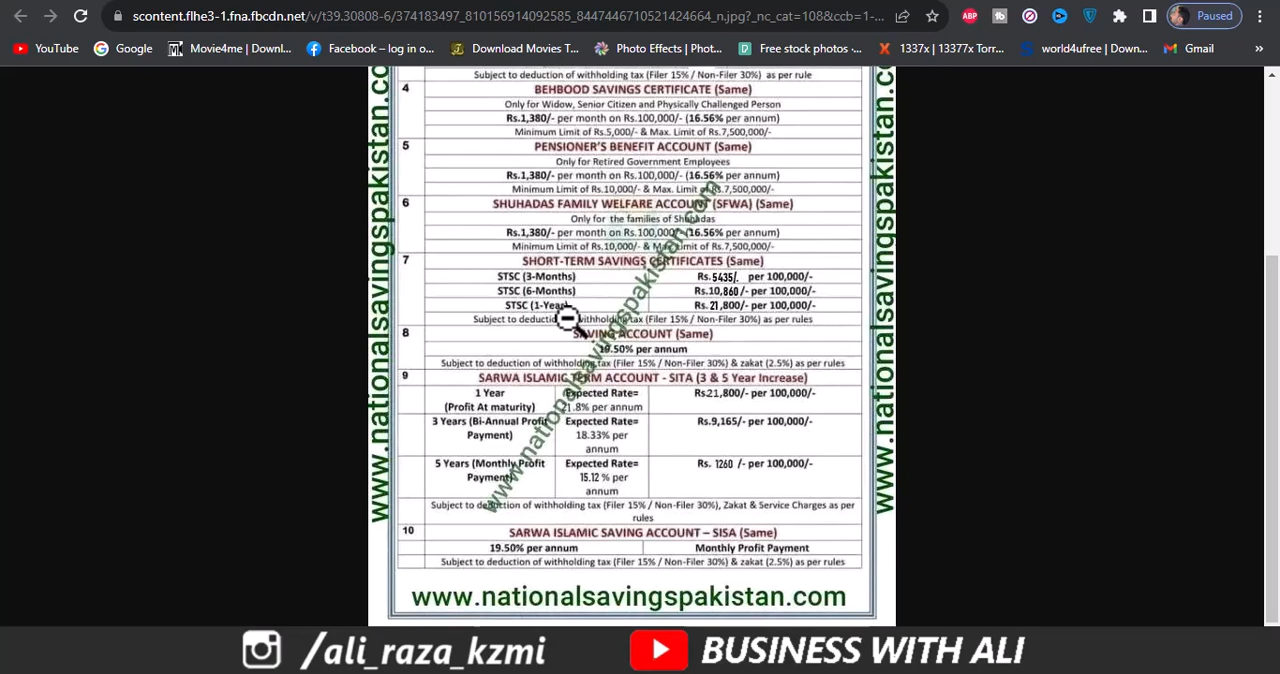 scontent.flhe3-1.fna.fbcdn.net/v/t39.30808-6/374183497_810156914092585_8447446710521424664_n.jpg?_nc_cat=108&ccb=1-...
ABP
Paused
YouTube
Google
Movie4me | Downl...
Facebook – log in o...
Download Movies T...
Photo Effects | Phot...
Free stock photos -...
1337x | 13377x Torr...
world4ufree | Down...
Gmail
»
Subject to deduction of withholding tax (Filer 15% / Non-Filer 30%) as per rule
4
BEHBOOD SAVINGS CERTIFICATE (Same)
Only for Widow, Senior Citizen and Physically Challenged Person
Rs.1,380/- per month on Rs.100,000/- (16.56% per annum)
Minimum Limit of Rs.5,000/- & Max. Limit of Rs.7,500,000/-
5
PENSIONER'S BENEFIT ACCOUNT (Same)
Only for Retired Government Employees
Rs.1,380/- per month on Rs.100,000/- (16.56% per annum)
Minimum Limit of Rs.10,000/- & Max. Limit of Rs.7,500,000/-
6
SHUHADAS FAMILY WELFARE ACCOUNT (SFWA) (Same)
Only for the families of Shuhadas
Rs.1,380/- per month on Rs.100,000/- (16.56% per annum)
Minimum Limit of Rs.10,000/- & Max. Limit of Rs.7,500,000/-
7
SHORT-TERM SAVINGS CERTIFICATES (Same)
STSC (3-Months) Rs.5435/. per 100,000/-
STSC (6-Months) Rs.10,860/- per 100,000/-
STSC (1-Year) Rs.21,800/- per 100,000/-
Subject to deductio withholding tax (Filer 15% / Non-Filer 30%) as per rules
8
SAVING ACCOUNT (Same)
19.50% per annum
Subject to deduction of withholding tax (Filer 15% / Non-Filer 30%) & zakat (2.5%) as per rules
9
SARWA ISLAMIC TERM ACCOUNT - SITA (3 & 5 Year Increase)
1 Year Expected Rate= Rs21,800/- per 100,000/-
(Profit At maturity) 21.8% per annum
3 Years (Bi-Annual Profit Expected Rate= Rs.9,165/- per 100,000/-
Payment) 18.33% per
annum
5 Years (Monthly Profit Expected Rate= Rs. 1260 /- per 100,000/-
Payment) 15.12 % per
annum
Subject to deduction of withholding tax (Filer 15% / Non-Filer 30%), Zakat & Service Charges as per
rules
10
SARWA ISLAMIC SAVING ACCOUNT – SISA (Same)
19.50% per annum Monthly Profit Payment
Subject to deduction of withholding tax (Filer 15% / Non-Filer 30%) & zakat (2.5%) as per rules
www.nationalsavingspakistan.com
www.nationalsavingspakistan.co
www.nationalsavingspakistan.com
www.nationalsavingspakistan.com
/ali_raza_kzmi
BUSINESS WITH ALI